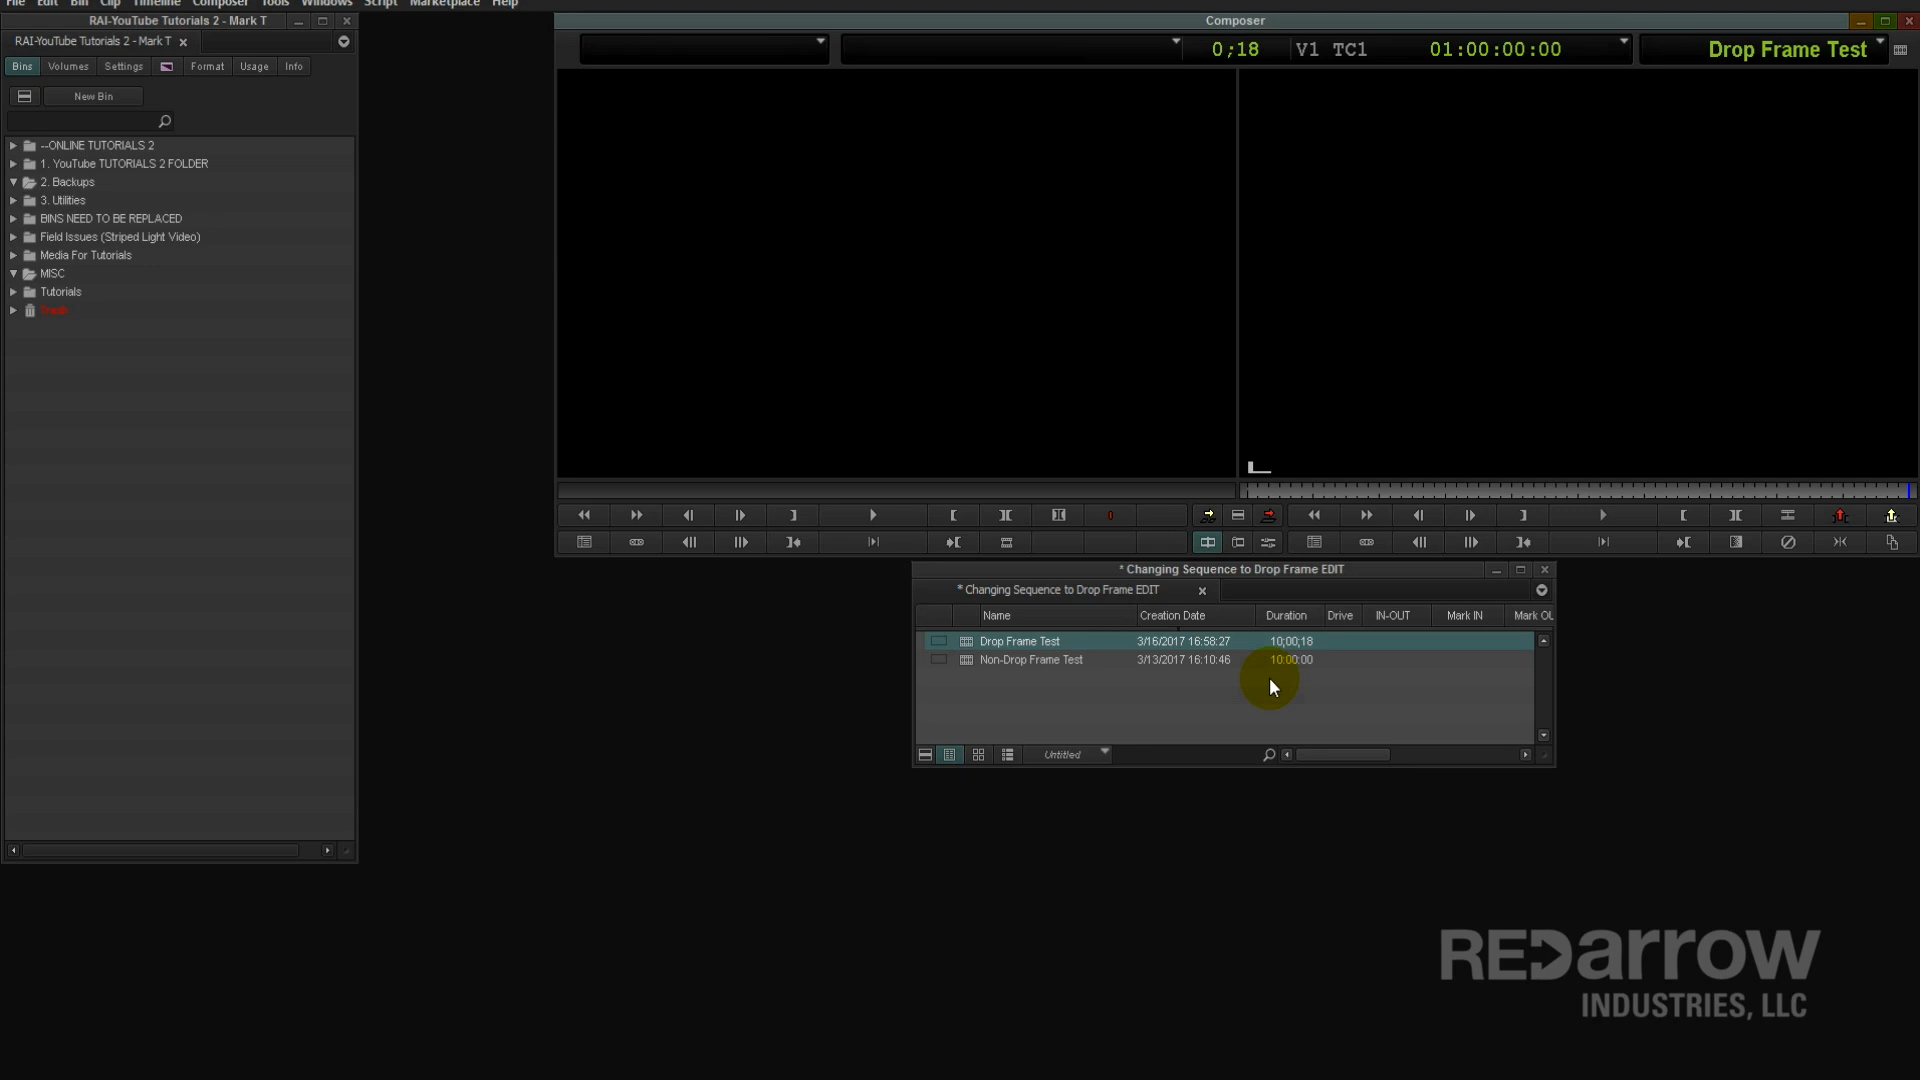 File Edit Bin Clip Timeline Composer Tools Windows Script Marketplace Help
RAI-YouTube Tutorials 2 - Mark T
RAI-YouTube Tutorials 2 - Mark T
Bins Volumes Settings Format Usage Info
New Bin
--ONLINE TUTORIALS 2
1. YouTube TUTORIALS 2 FOLDER
2. Backups
3. Utilities
BINS NEED TO BE REPLACED
Field Issues (Striped Light Video)
Media For Tutorials
MISC
Tutorials
Trash
Composer
0;18 V1 TC1 01:00:00:00 Drop Frame Test
* Changing Sequence to Drop Frame EDIT
* Changing Sequence to Drop Frame EDIT
Name Creation Date Duration Drive IN-OUT Mark IN Mark OU
Drop Frame Test 3/16/2017 16:58:27 10;00;18
Non-Drop Frame Test 3/13/2017 16:10:46 10:00:00
Untitled
REDarrow
INDUSTRIES, LLC